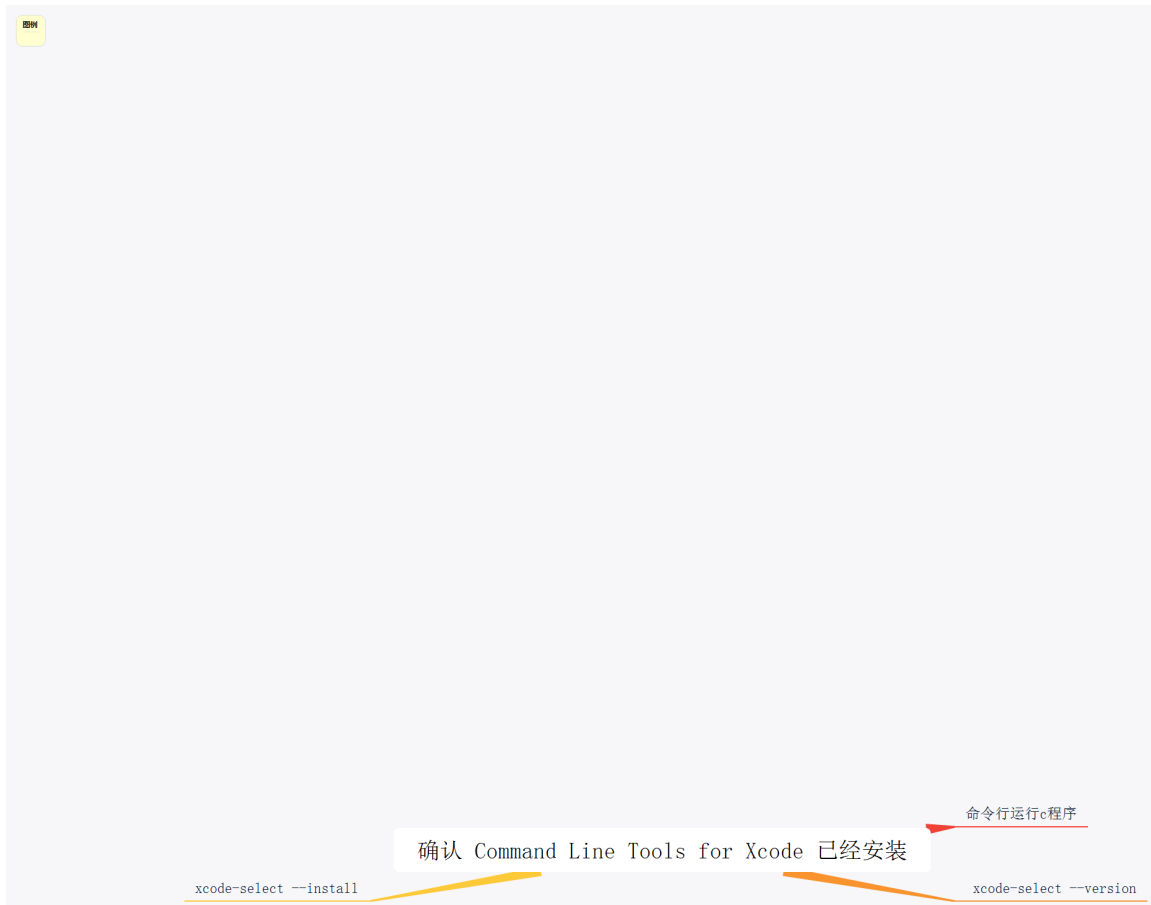 图例
命令行运行c程序
确认 Command Line Tools for Xcode 已经安装
xcode-select --install
xcode-select --version